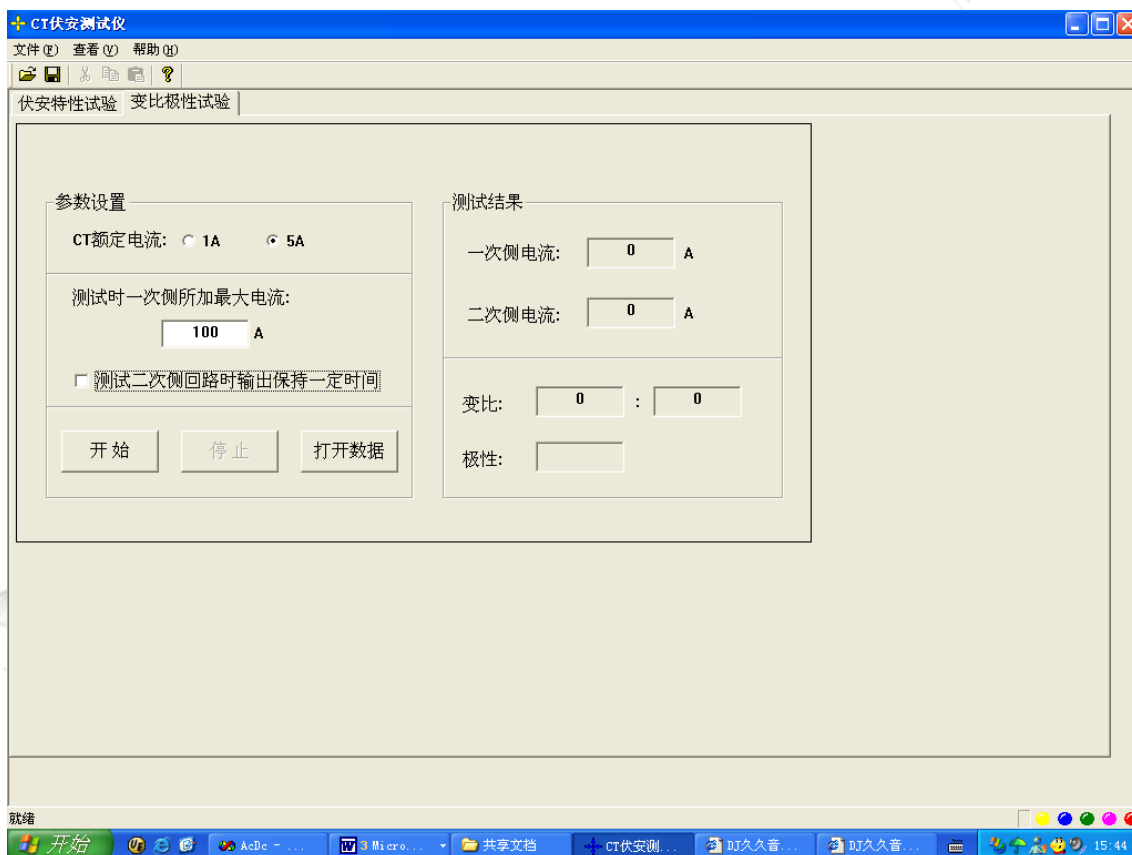 CT伏安测试仪
文件(F) 查看(V) 帮助(H)
伏安特性试验 变比极性试验
参数设置
CT额定电流: 1A 5A
测试时一次侧所加最大电流:
100 A
测试二次侧回路时输出保持一定时间
开始 停止 打开数据
测试结果
一次侧电流: 0 A
二次侧电流: 0 A
变比: 0 : 0
极性:
就绪
开始 AcDc - ... 3 Micro... 共享文档 CT伏安测... DJ久久音... DJ久久音... 15:44